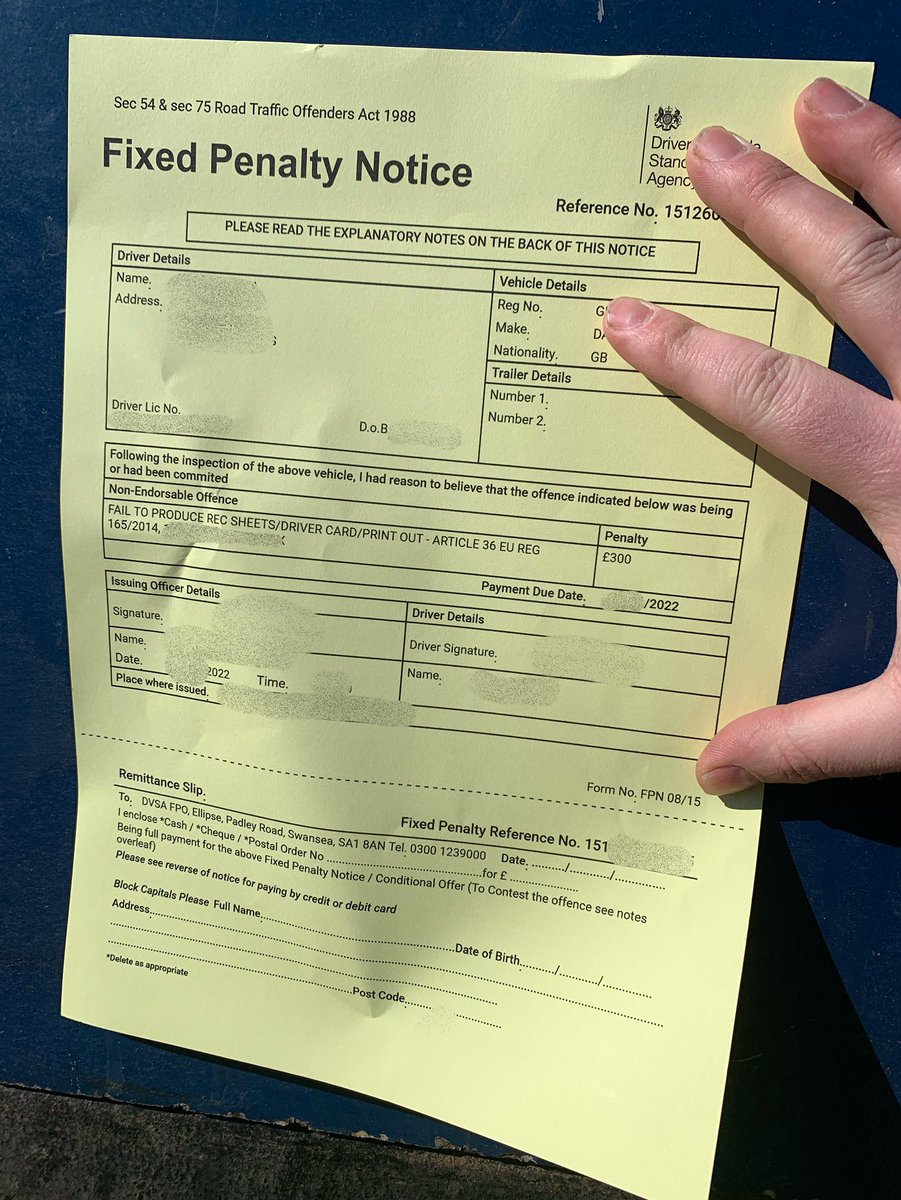 Sec 54 & sec 75 Road Traffic Offenders Act 1988
Fixed Penalty Notice
Driver
Agency
Reference No. 15126
PLEASE READ THE EXPLANATORY NOTES ON THE BACK OF THIS NOTICE
Driver Details
Name.
Address.
Driver Lic No.
D.o.B
Vehicle Details
Reg No. G
Make. D
Nationality. GB
Trailer Details
Number 1.
Number 2.
Following the inspection of the above vehicle, I had reason to believe that the offence indicated below was being
or had been commited
Non-Endorsable Offence
FAIL TO PRODUCE REC SHEETS/DRIVER CARD/PRINT OUT - ARTICLE 36 EU REG
165/2014,
Penalty
£300
Payment Due Date. /2022
Issuing Officer Details
Signature.
Name.
Date. 2022 Time.
Place where issued.
Driver Details
Driver Signature.
Name.
Form No. FPN 08/15
Remittance Slip.
Fixed Penalty Reference No. 151
To. DVSA FPO, Ellipse, Padley Road, Swansea, SA1 8AN Tel. 0300 1239000 Date. ......../.........../............
I enclose *Cash / *Cheque / *Postal Order No ..........................................for £ ..................
Being full payment for the above Fixed Penalty Notice / Conditional Offer (To Contest the offence see notes
overleaf)
Please see reverse of notice for paying by credit or debit card
Block Capitals Please Full Name..................................................Date of Birth........./......../............
Address.....................................................................
Post Code...........................
*Delete as appropriate